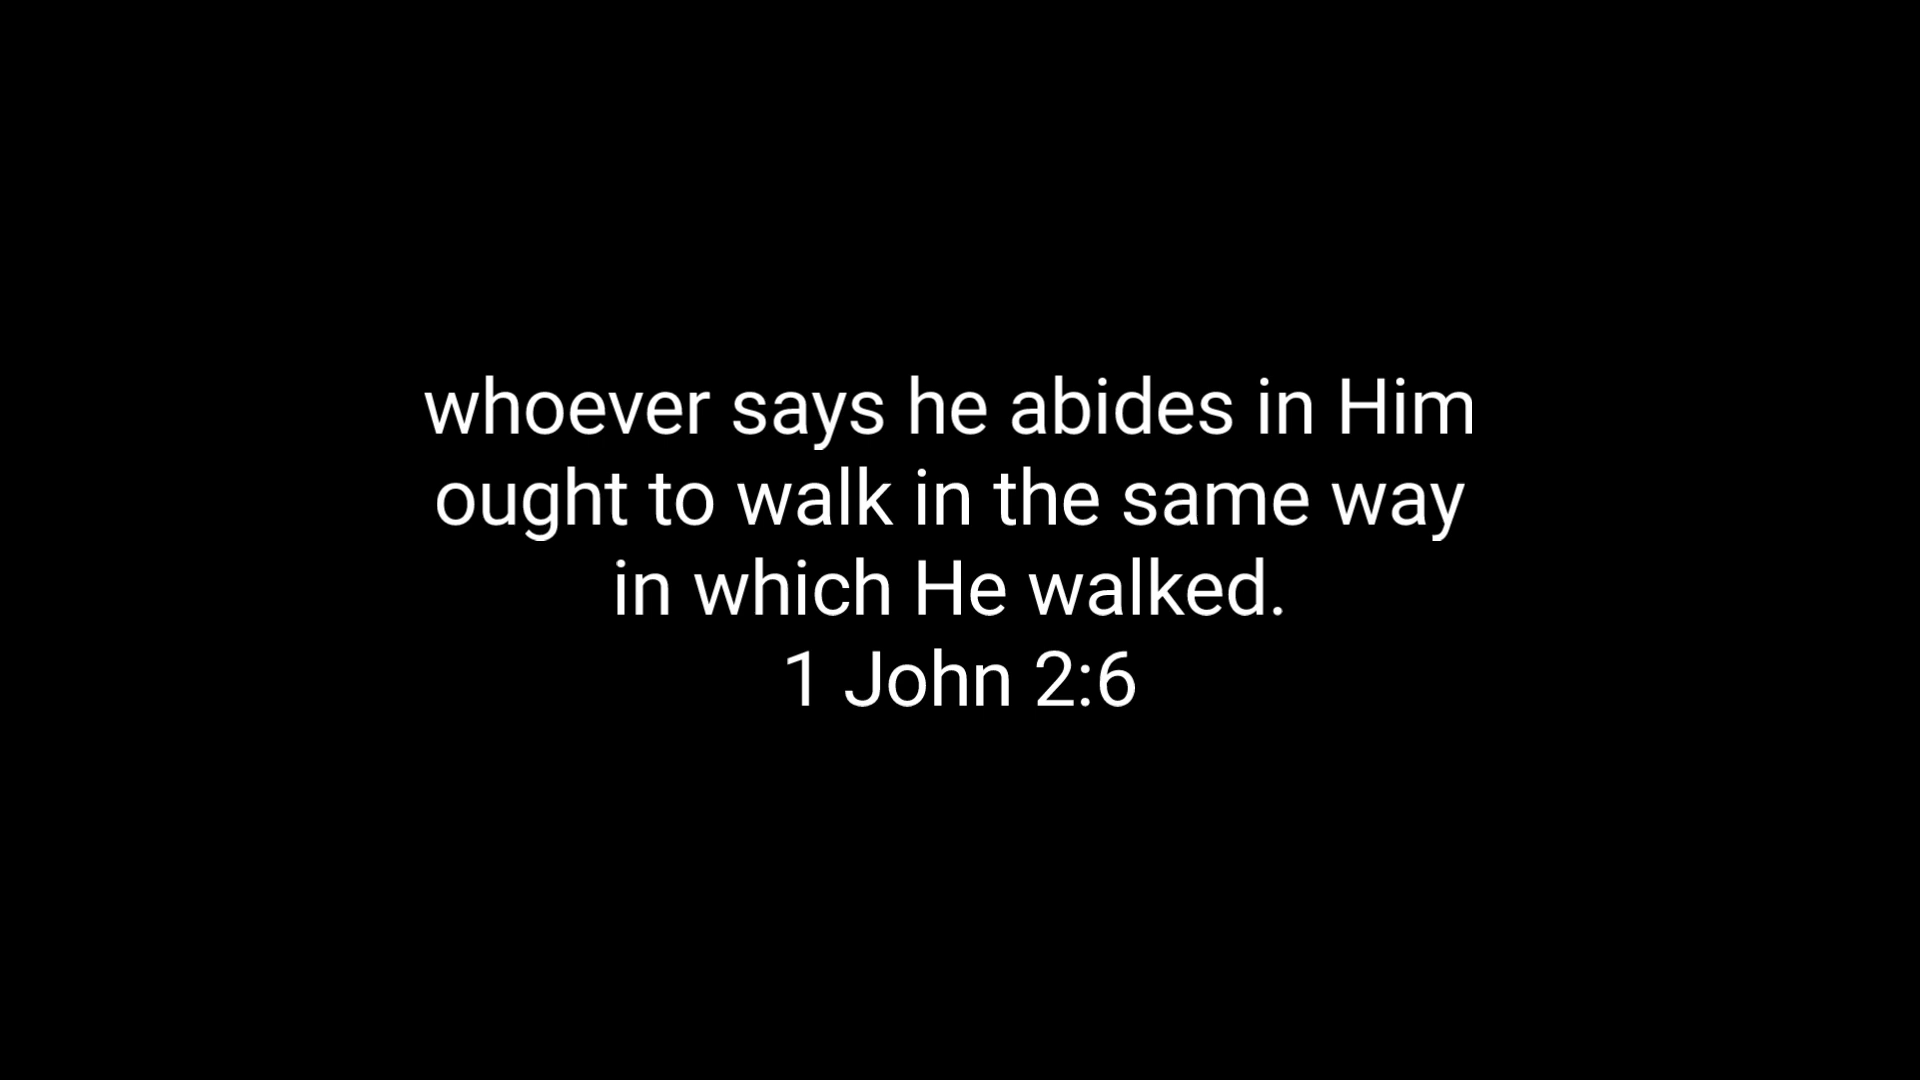 whoever says he abides in Him
ought to walk in the same way
in which He walked.
1 John 2:6